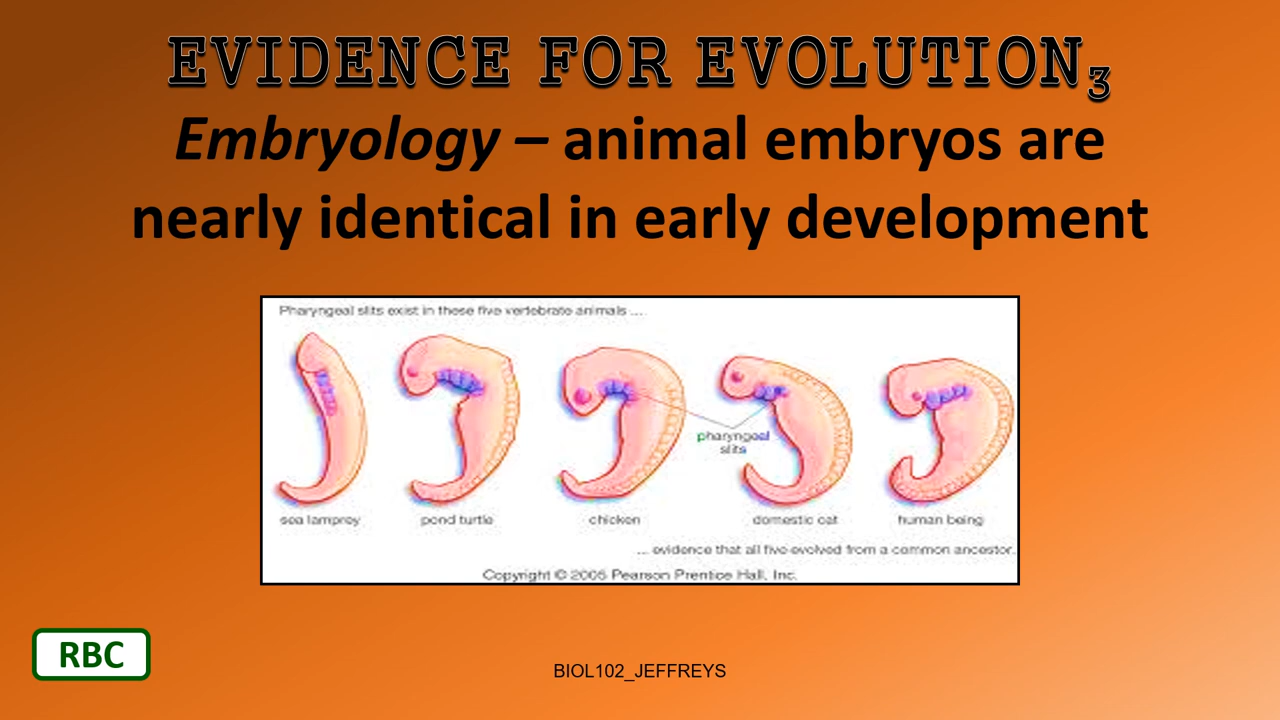 EVIDENCE FOR EVOLUTION₃
Embryology – animal embryos are
nearly identical in early development
Pharyngeal slits exist in these five vertebrate animals ...
pharyngeal
slits
sea lamprey pond turtle chicken domestic cat human being
... evidence that all five evolved from a common ancestor.
Copyright © 2005 Pearson Prentice Hall, Inc.
RBC
BIOL102_JEFFREYS